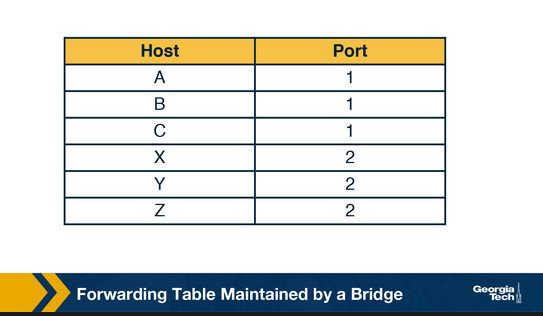 Host Port
A 1
B 1
C 1
X 2
Y 2
Z 2
Forwarding Table Maintained by a Bridge
Georgia
Tech